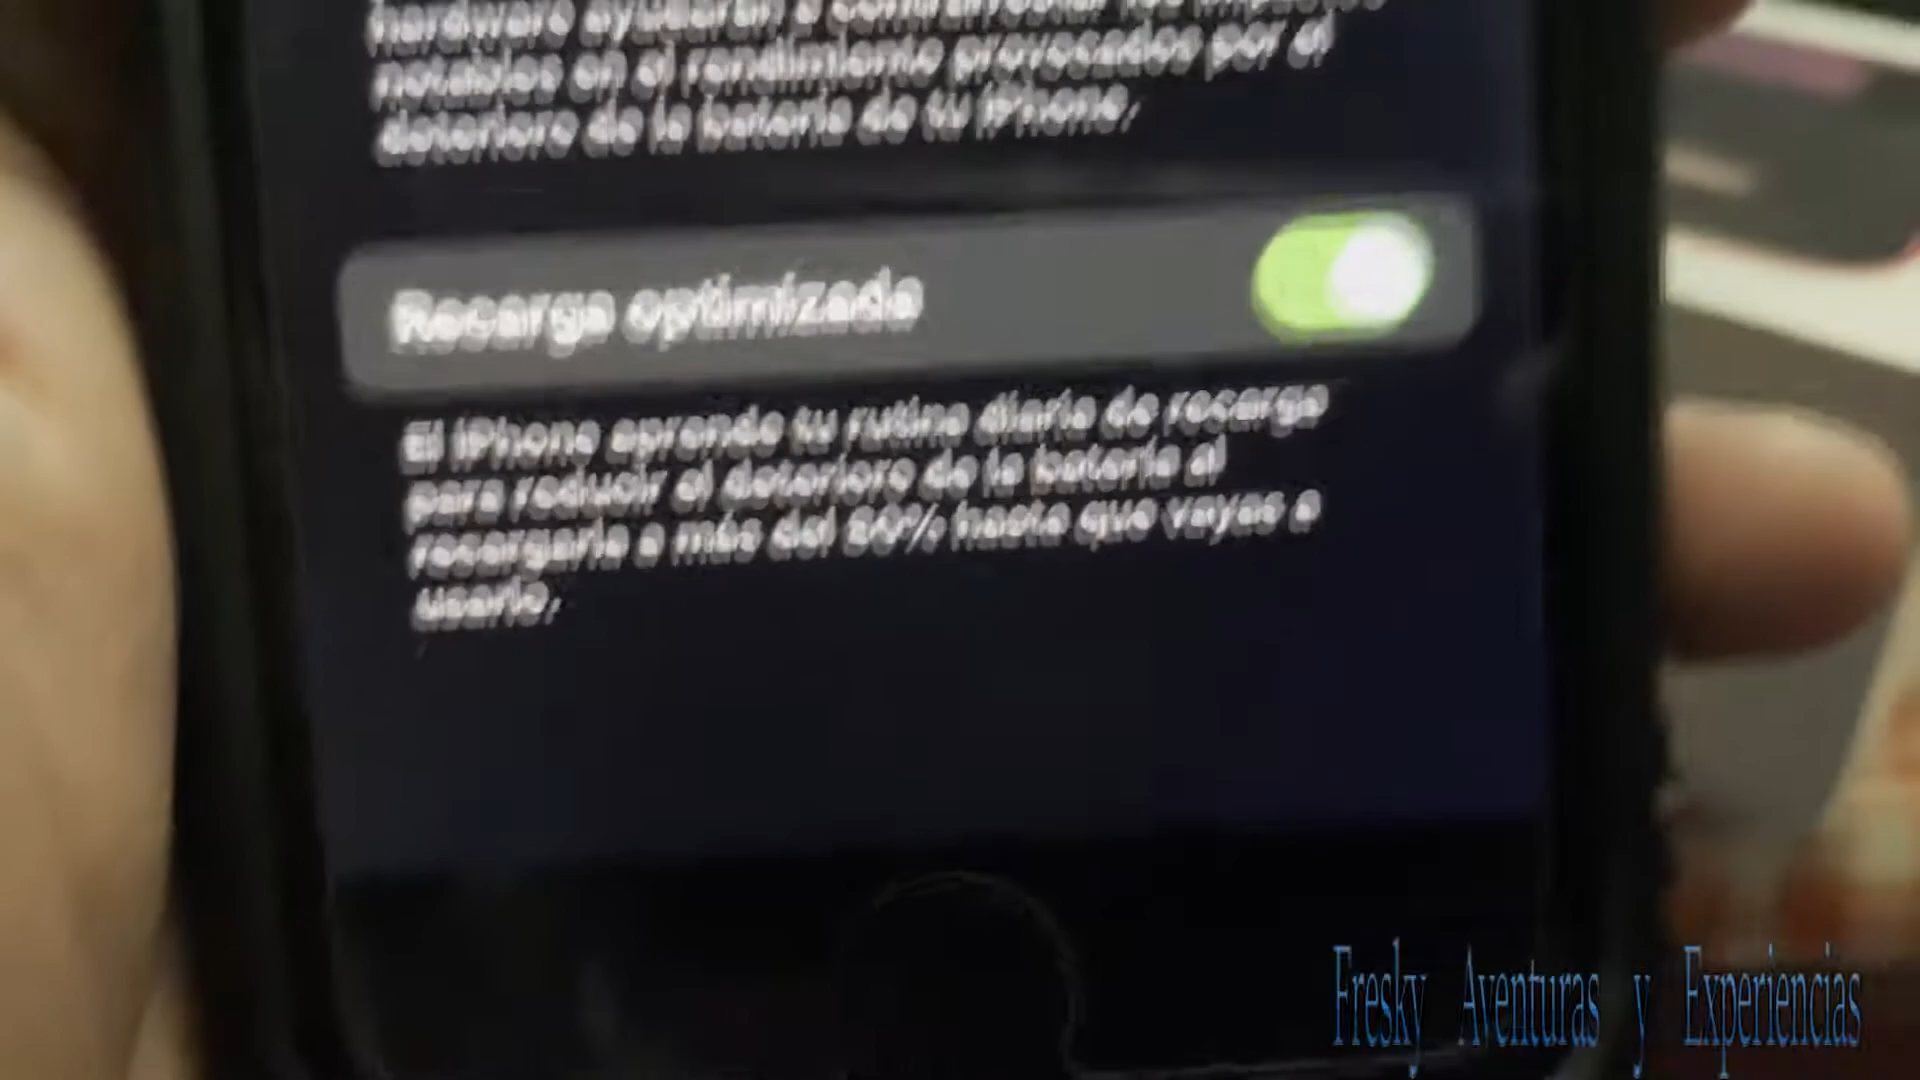 hardware ayudarán a contrarrestar los impactos
notables en el rendimiento provocados por el
deterioro de la batería de tu iPhone.
Recarga optimizada
El iPhone aprende tu rutina diaria de recarga
para reducir el deterioro de la batería al
recargarla a más del 80% hasta que vayas a
usarlo.
Fresky Aventuras y Experiencias